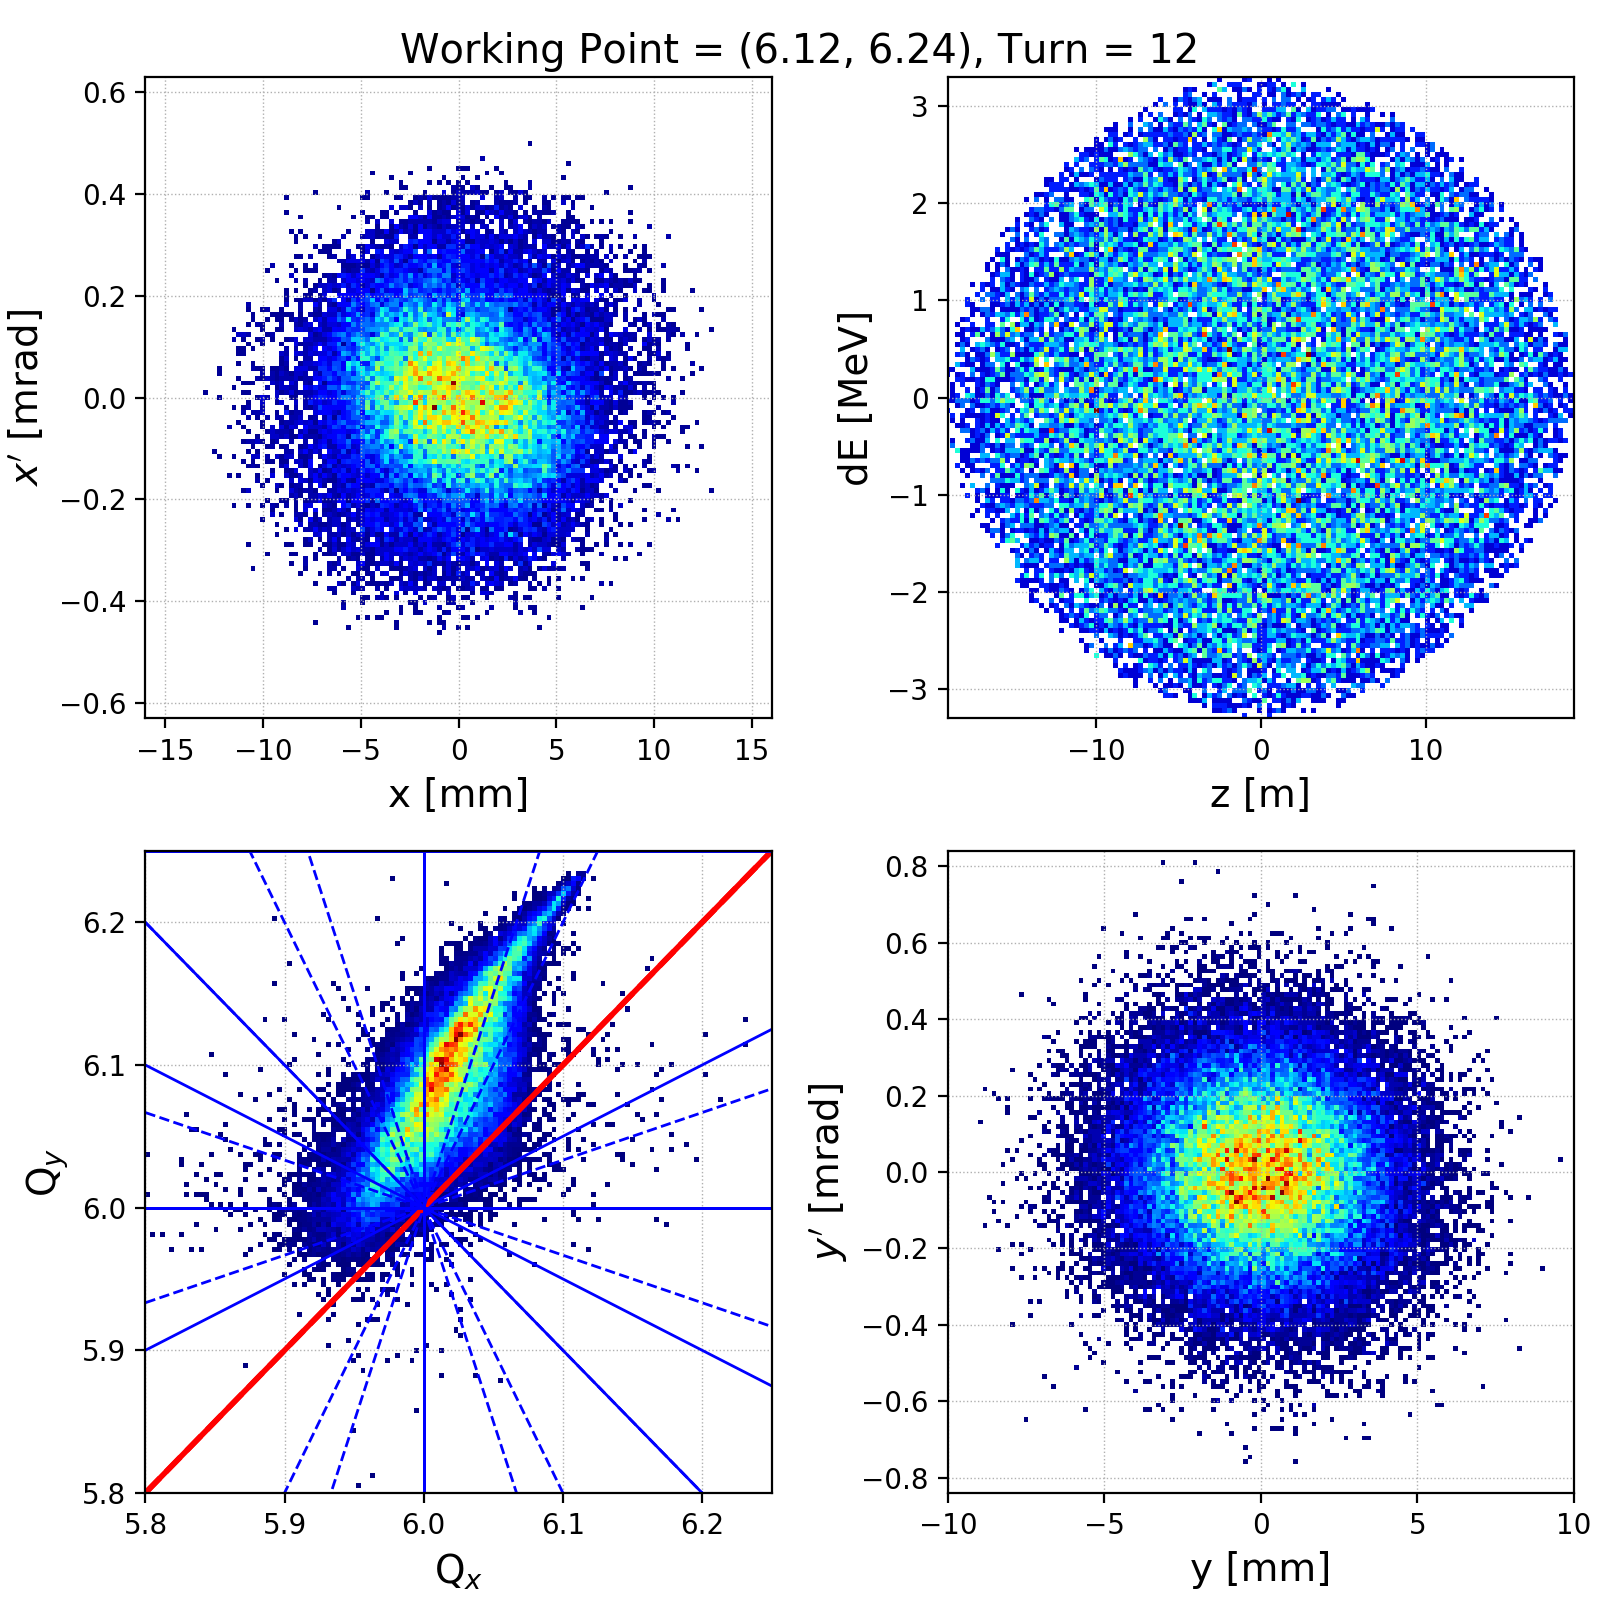 Working Point = (6.12, 6.24), Turn = 12
0.6
0.4
0.2
0.0
−0.2
−0.4
−0.6
x′ [mrad]
−15 −10 −5 0 5 10 15
x [mm]
3
2
1
0
−1
−2
−3
dE [MeV]
−10 0 10
z [m]
6.2
6.1
6.0
5.9
5.8
Qy
5.8 5.9 6.0 6.1 6.2
Qx
0.8
0.6
0.4
0.2
0.0
−0.2
−0.4
−0.6
−0.8
y′ [mrad]
−10 −5 0 5 10
y [mm]